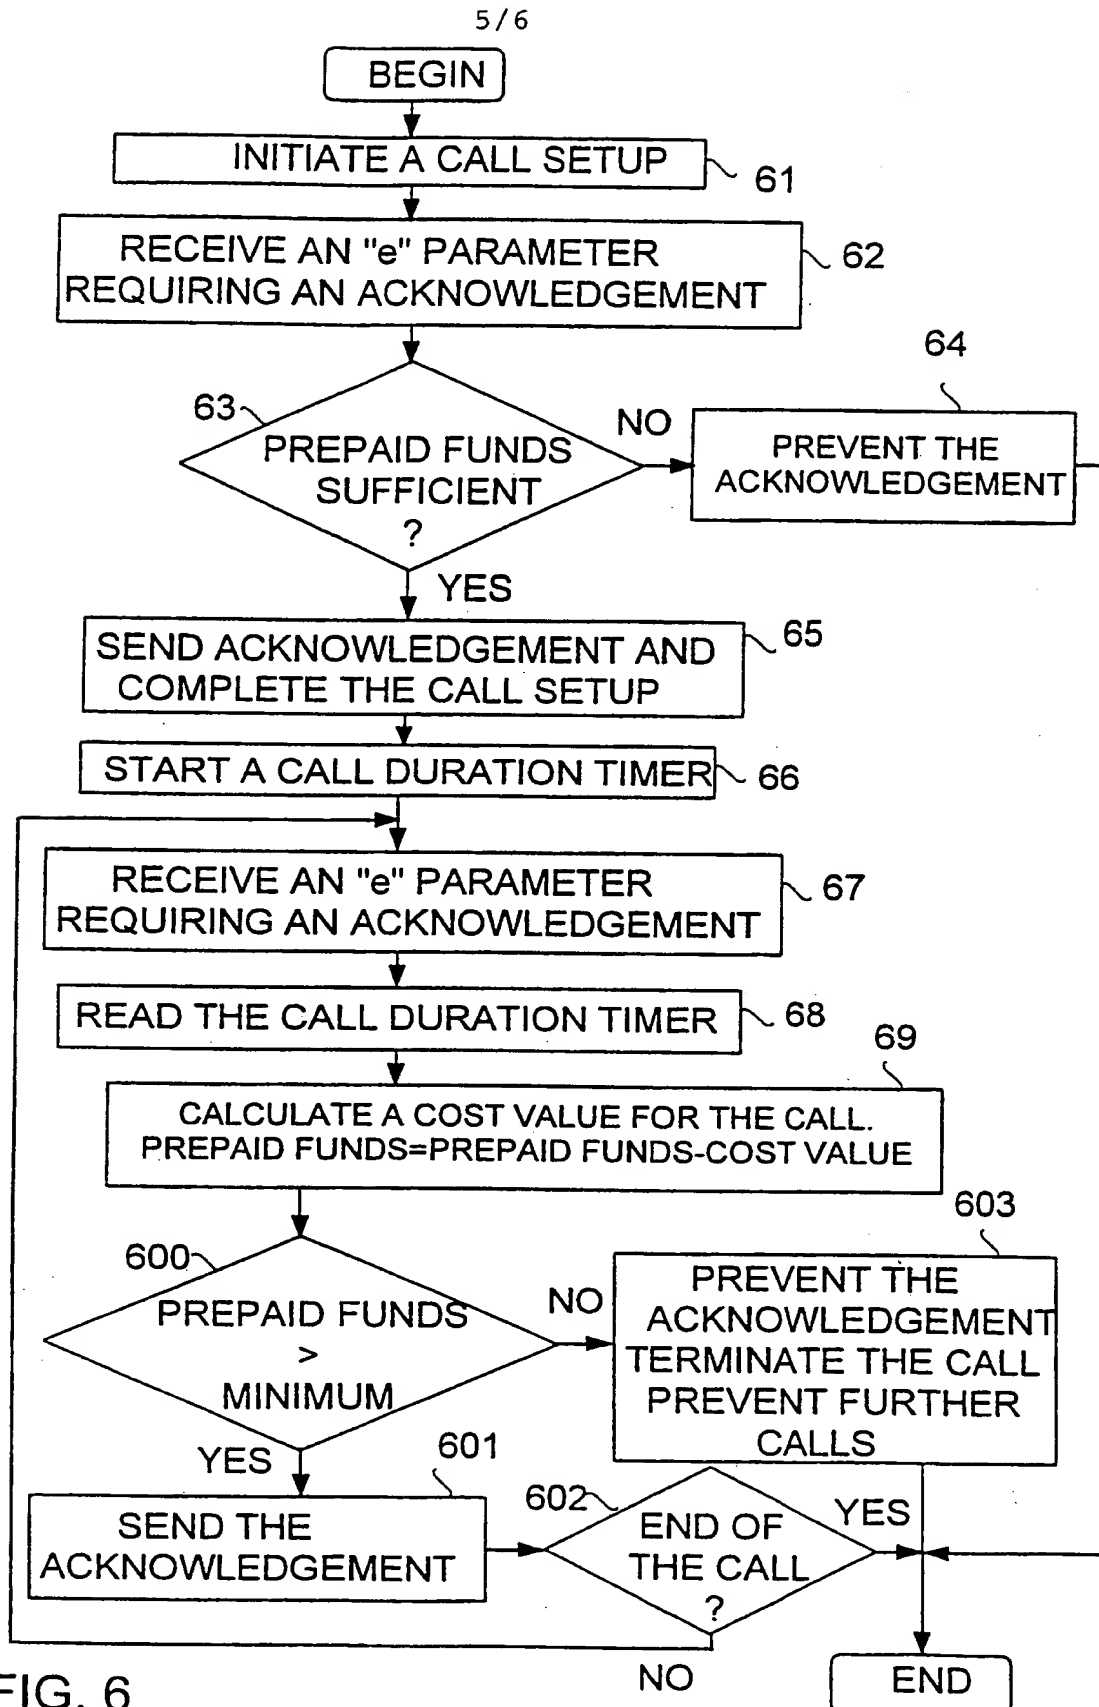 5/6
BEGIN
INITIATE A CALL SETUP
61
RECEIVE AN "e" PARAMETER
REQUIRING AN ACKNOWLEDGEMENT
62
63
PREPAID FUNDS
SUFFICIENT
?
NO
64
PREVENT THE
ACKNOWLEDGEMENT
YES
SEND ACKNOWLEDGEMENT AND
COMPLETE THE CALL SETUP
65
START A CALL DURATION TIMER
66
RECEIVE AN "e" PARAMETER
REQUIRING AN ACKNOWLEDGEMENT
67
READ THE CALL DURATION TIMER
68
69
CALCULATE A COST VALUE FOR THE CALL.
PREPAID FUNDS=PREPAID FUNDS-COST VALUE
600
PREPAID FUNDS
>
MINIMUM
NO
603
PREVENT THE
ACKNOWLEDGEMENT
TERMINATE THE CALL
PREVENT FURTHER
CALLS
YES
601
SEND THE
ACKNOWLEDGEMENT
602
END OF
THE CALL
?
YES
NO
END
FIG. 6